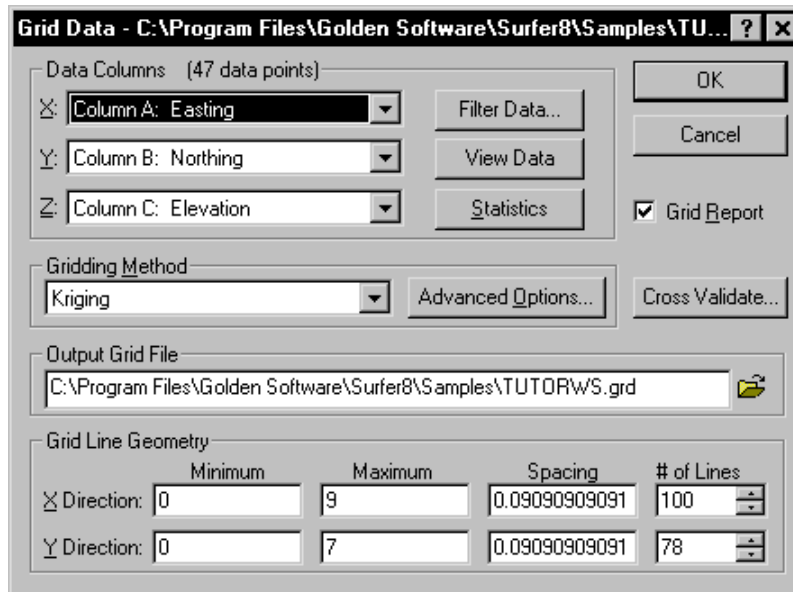 Grid Data - C:\Program Files\Golden Software\Surfer8\Samples\TU...
Data Columns (47 data points)
X: Column A: Easting
Filter Data...
OK
Y: Column B: Northing
View Data
Cancel
Z: Column C: Elevation
Statistics
Grid Report
Gridding Method
Kriging
Advanced Options...
Cross Validate...
Output Grid File
C:\Program Files\Golden Software\Surfer8\Samples\TUTORWS.grd
Grid Line Geometry
Minimum Maximum Spacing # of Lines
X Direction: 0 9 0.09090909091 100
Y Direction: 0 7 0.09090909091 78